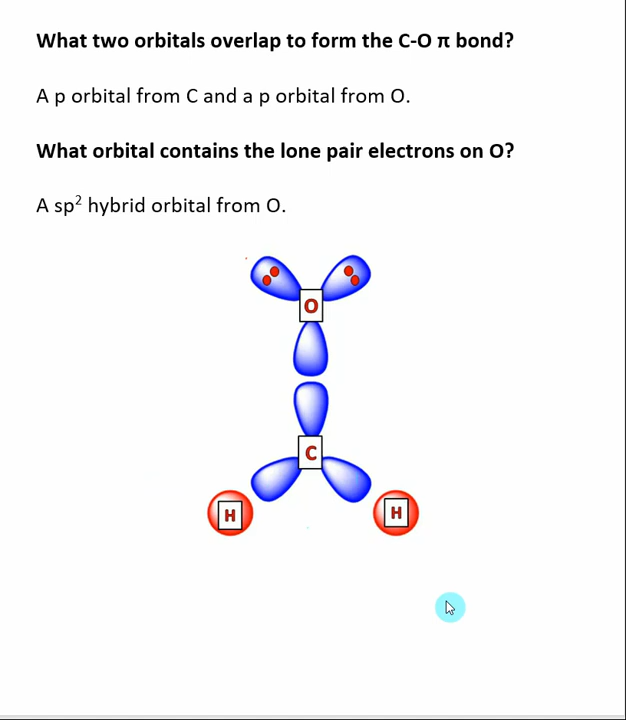 What two orbitals overlap to form the C-O π bond?
A p orbital from C and a p orbital from O.
What orbital contains the lone pair electrons on O?
A sp² hybrid orbital from O.
O
C
H H